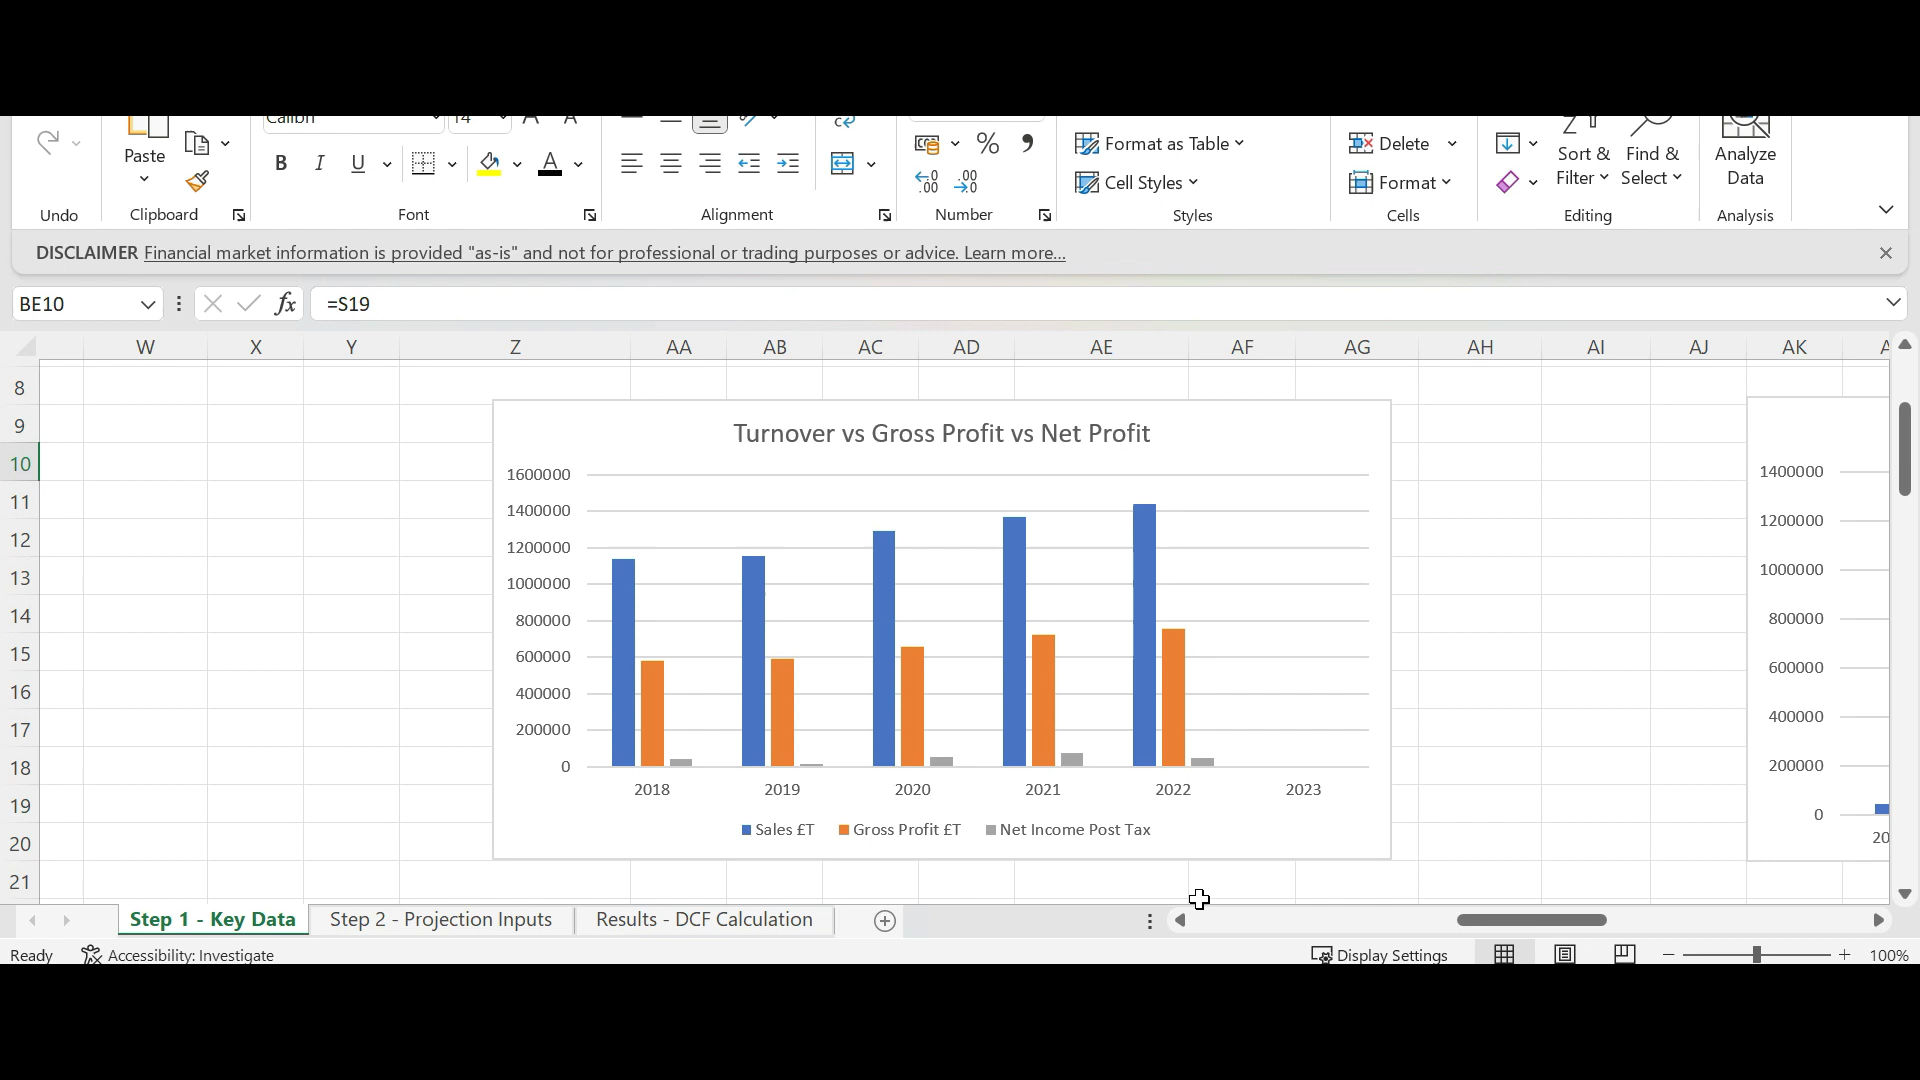 Calibri 14
Paste
Format as Table
Delete
Sort & Filter
Find & Select
Analyze Data
B I U A
% 9
.00 .00
Cell Styles
Format
Undo Clipboard Font Alignment Number Styles Cells Editing Analysis
DISCLAIMER Financial market information is provided "as-is" and not for professional or trading purposes or advice. Learn more...
BE10 fx =S19
W X Y Z AA AB AC AD AE AF AG AH AI AJ AK
8
9
10
11
12
13
14
15
16
17
18
19
20
21
Turnover vs Gross Profit vs Net Profit
1600000
1400000
1200000
1000000
800000
600000
400000
200000
0
2018 2019 2020 2021 2022 2023
Sales £T Gross Profit £T Net Income Post Tax
1400000
1200000
1000000
800000
600000
400000
200000
0
Step 1 - Key Data Step 2 - Projection Inputs Results - DCF Calculation
Ready Accessibility: Investigate Display Settings 100%